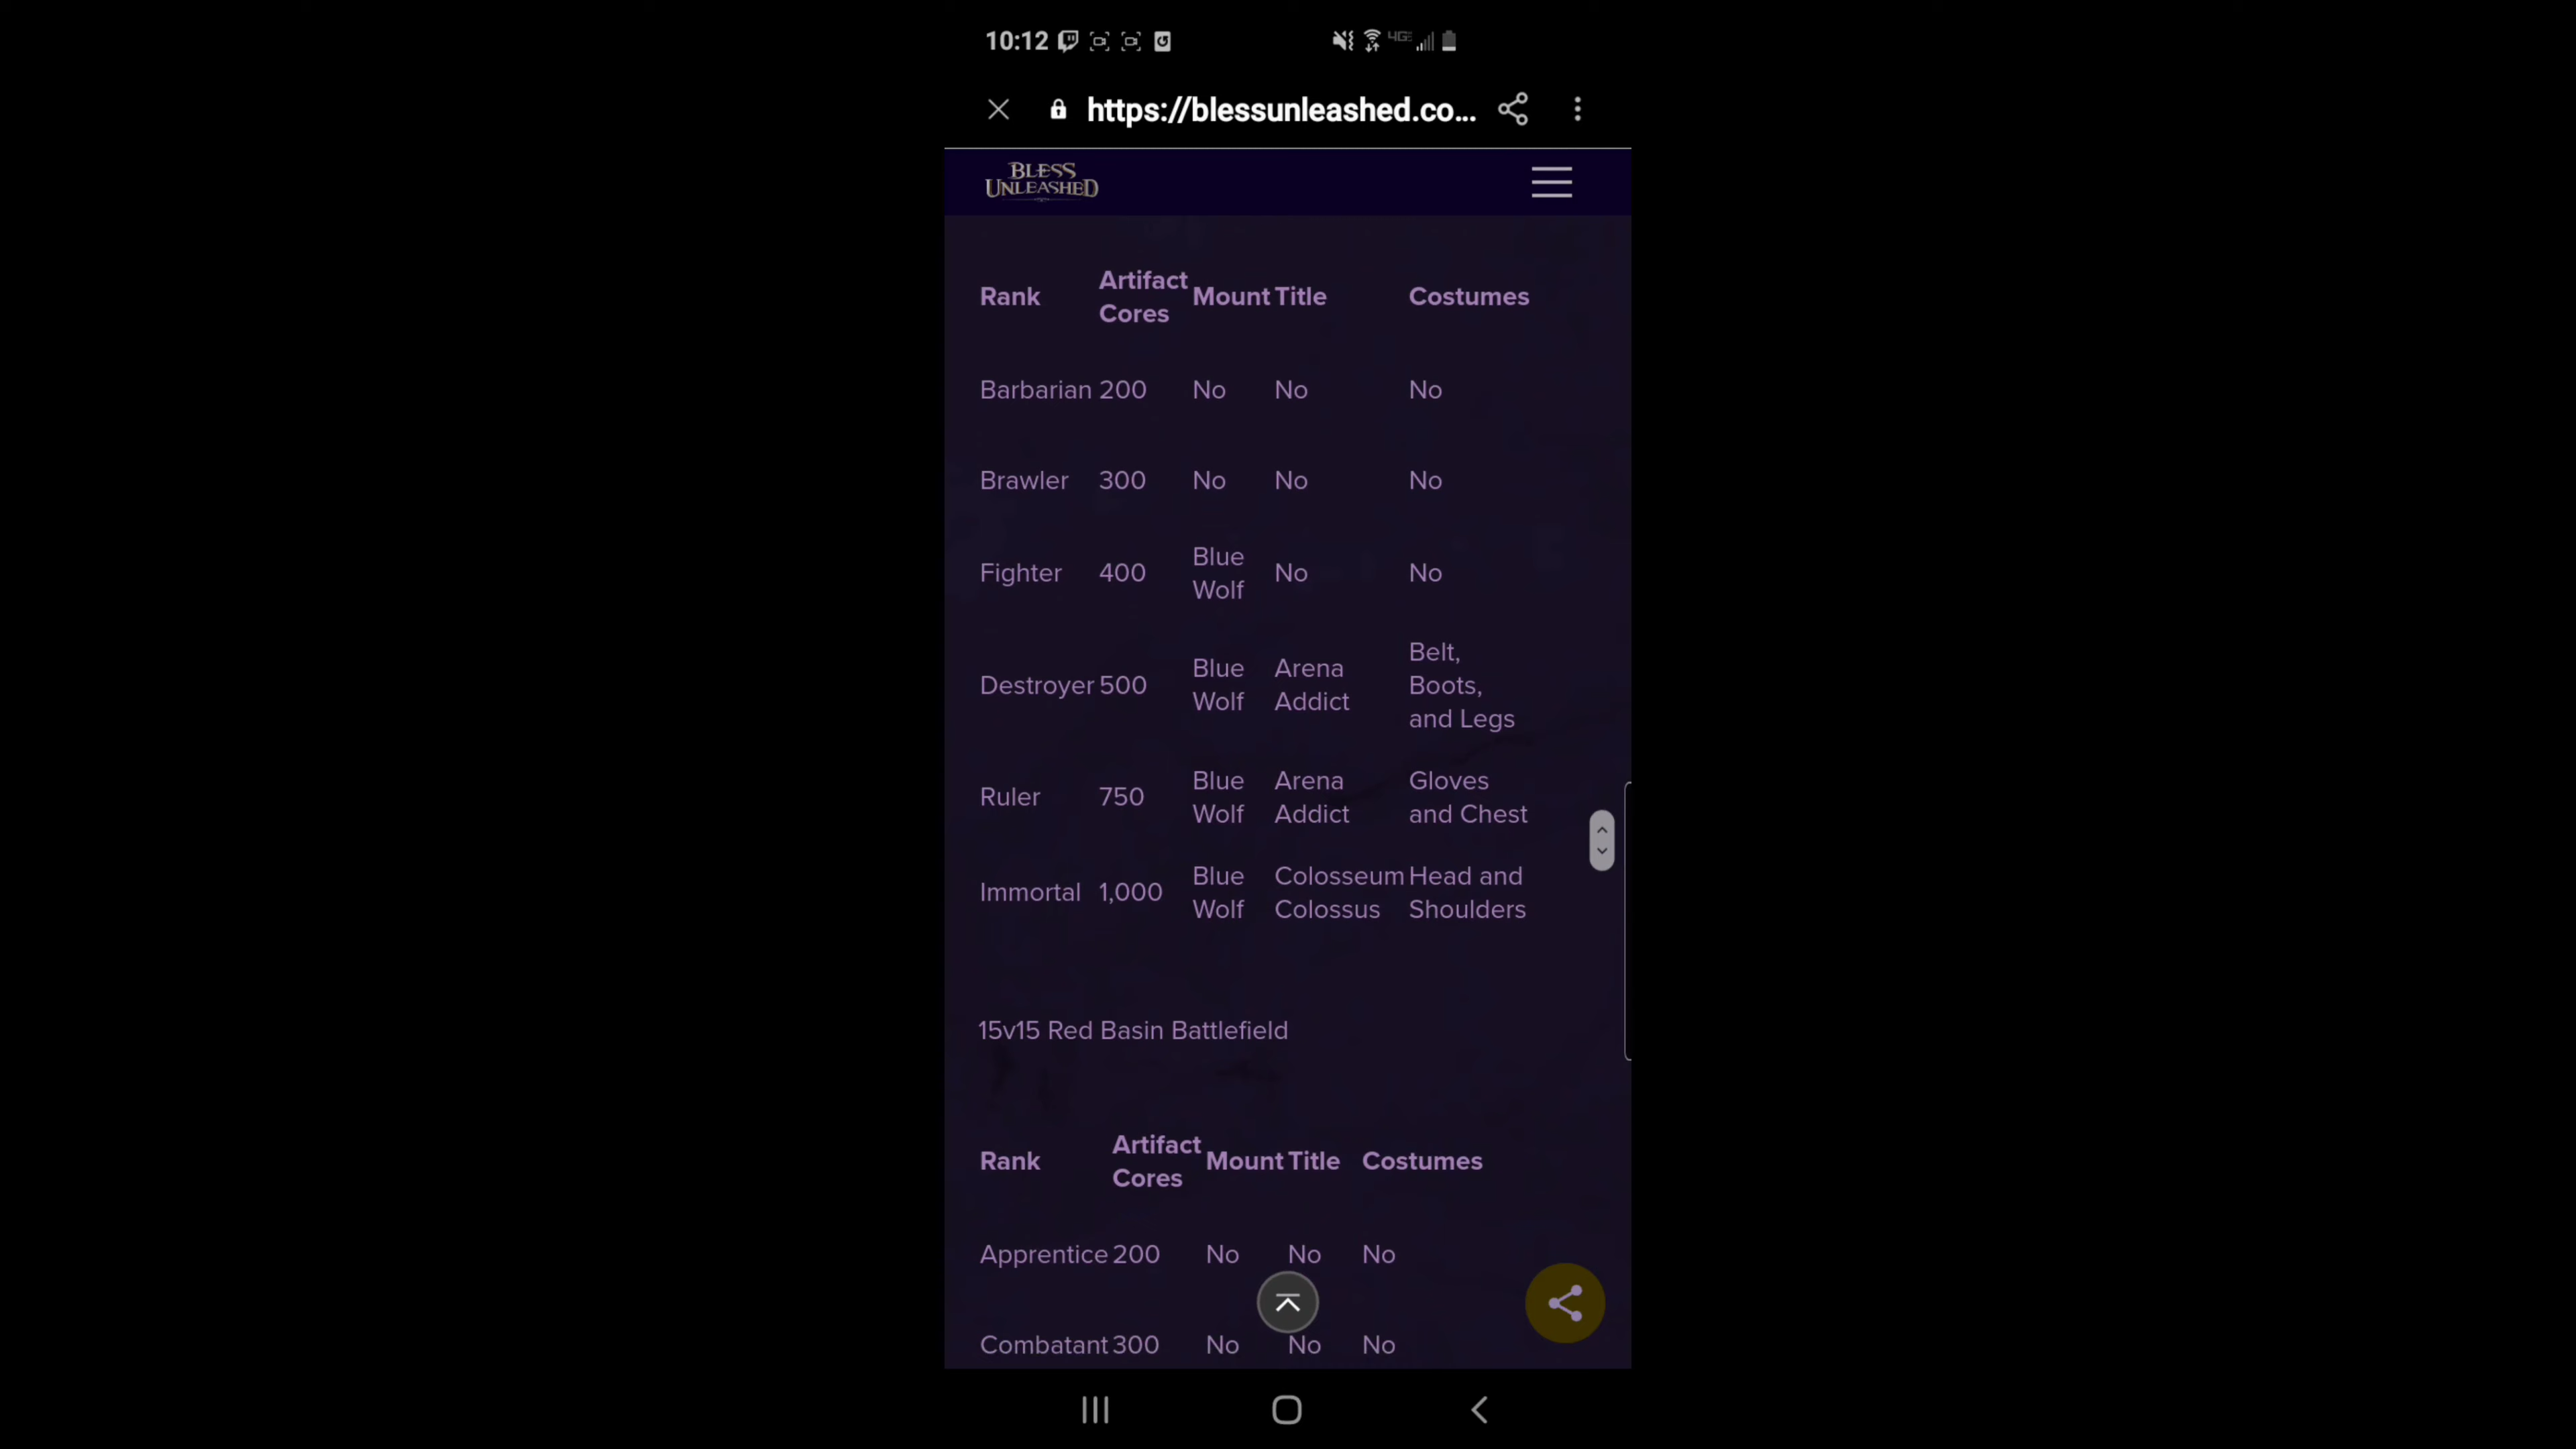 10:12
4G
https://blessunleashed.co...
BLESS
UNLEASHED
Rank Artifact Cores Mount Title Costumes
Barbarian 200 No No No
Brawler 300 No No No
Fighter 400 Blue Wolf No No
Destroyer 500 Blue Wolf Arena Addict Belt, Boots, and Legs
Ruler 750 Blue Wolf Arena Addict Gloves and Chest
Immortal 1,000 Blue Wolf Colosseum Colossus Head and Shoulders
15v15 Red Basin Battlefield
Rank Artifact Cores Mount Title Costumes
Apprentice 200 No No No
Combatant 300 No No No